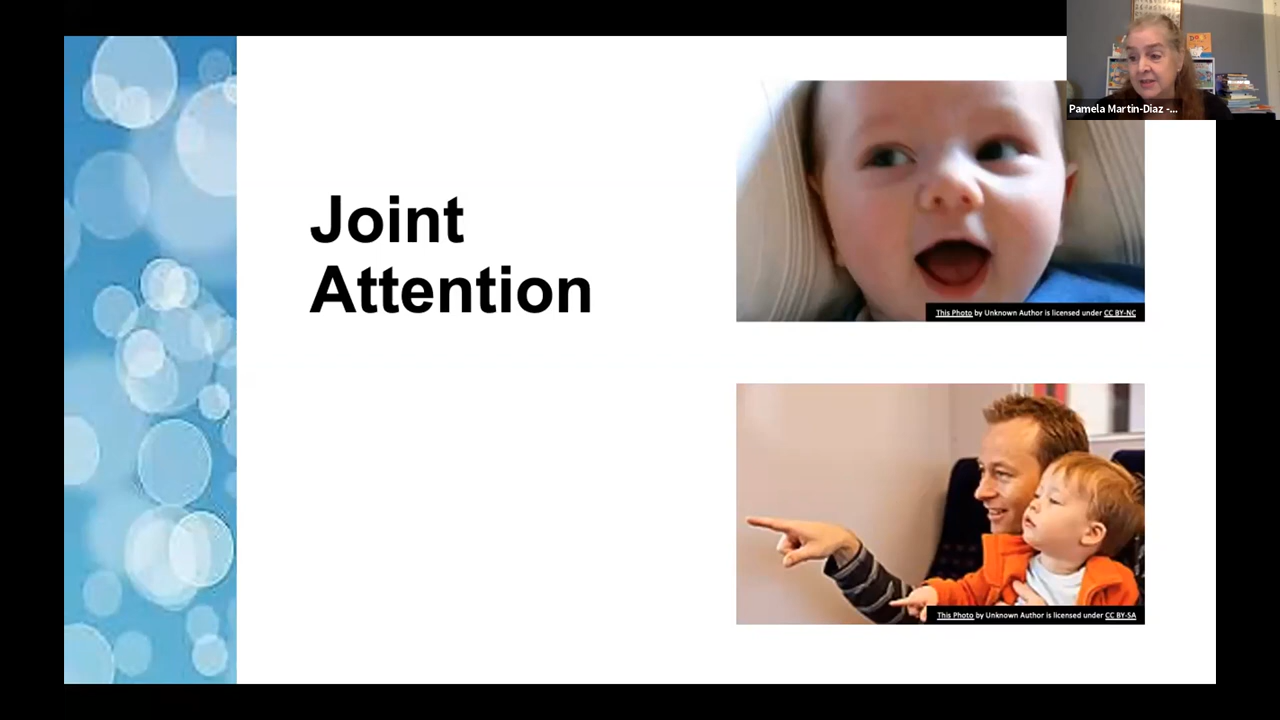 Joint
Attention
Pamela Martin-Diaz -...
This Photo by Unknown Author is licensed under CC BY-NC
This Photo by Unknown Author is licensed under CC BY-SA